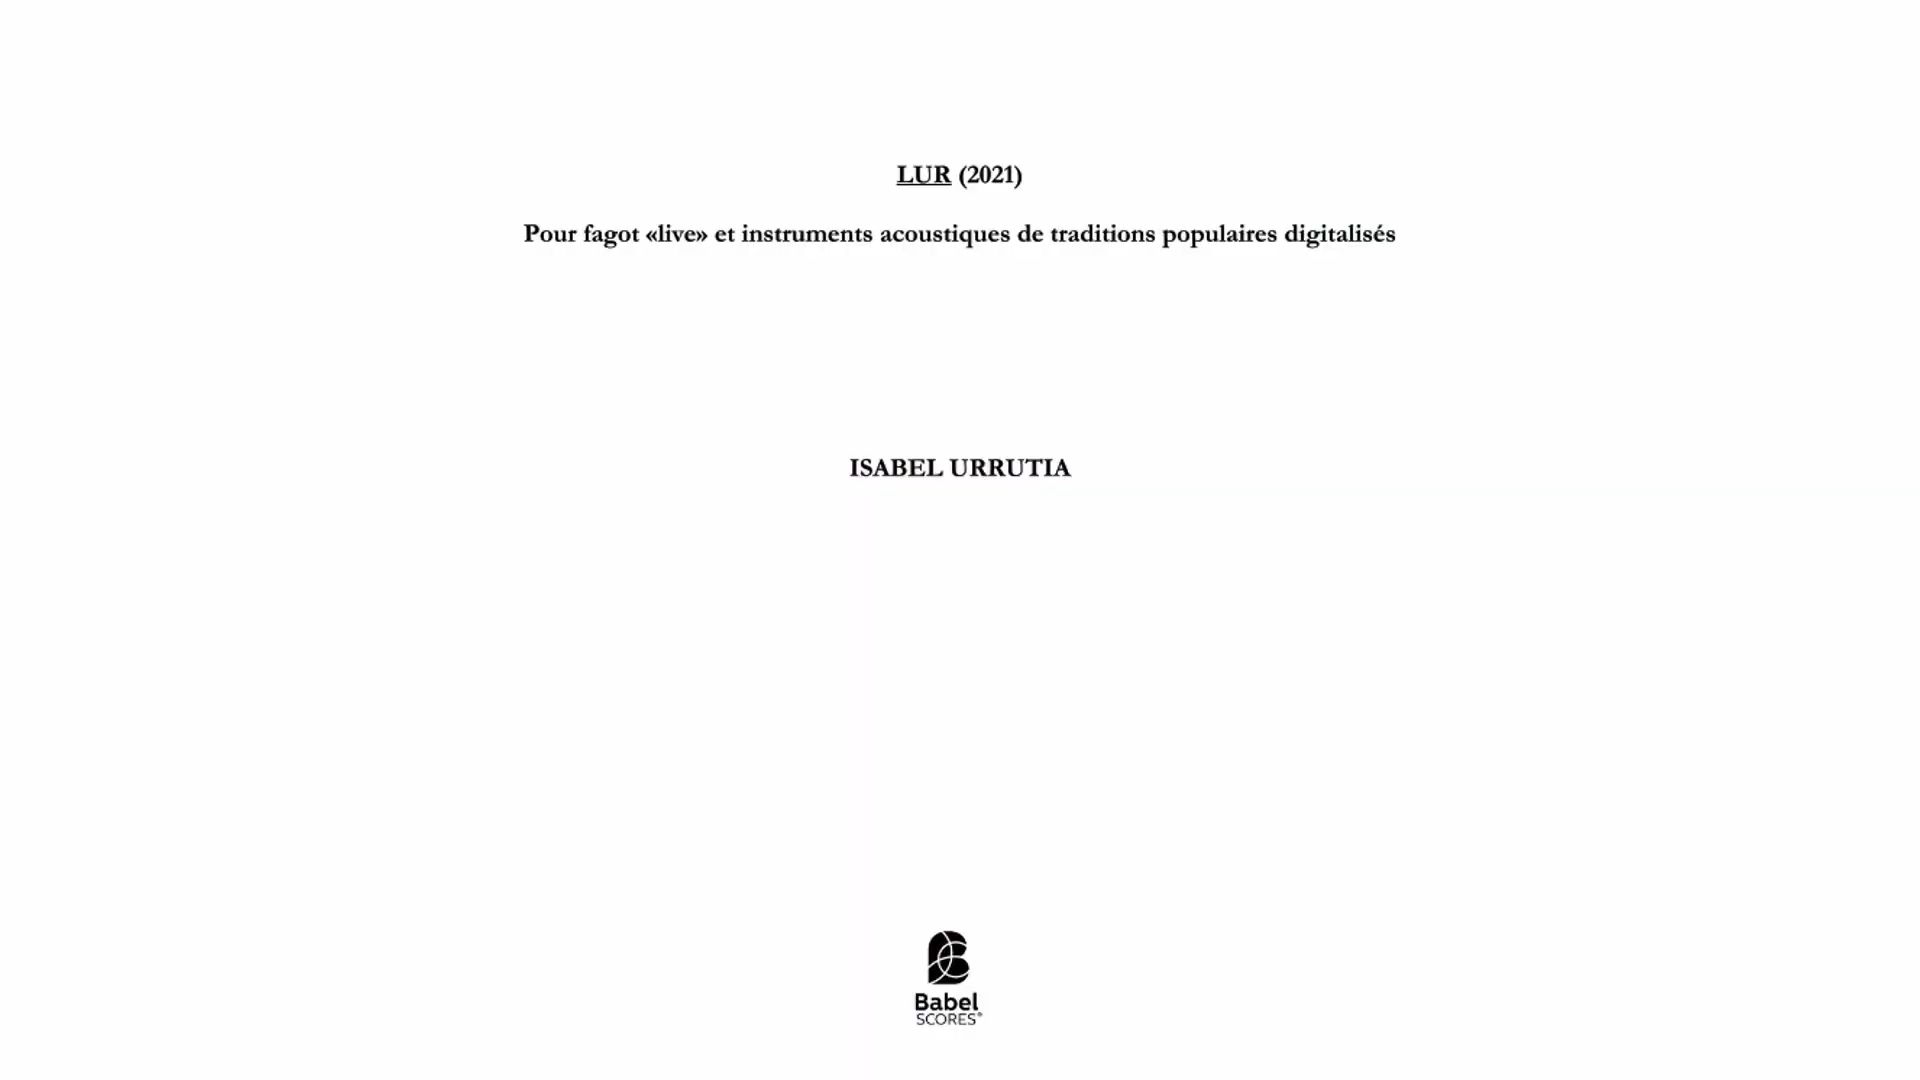 LUR (2021)
Pour fagot «live» et instruments acoustiques de traditions populaires digitalisés
ISABEL URRUTIA
Babel
SCORES®